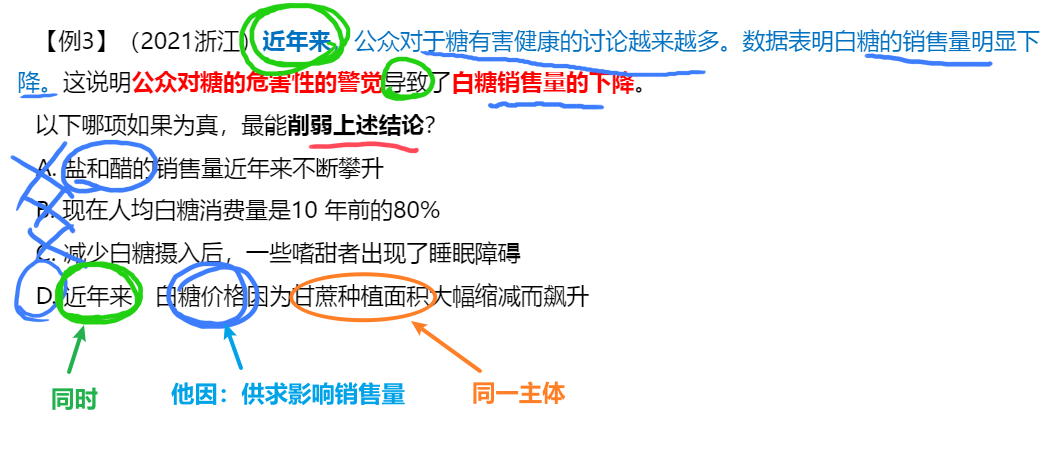 【例3】（2021浙江）近年来，公众对于糖有害健康的讨论越来越多。数据表明白糖的销售量明显下
降。这说明公众对糖的危害性的警觉导致了白糖销售量的下降。
以下哪项如果为真，最能削弱上述结论？
A. 盐和醋的销售量近年来不断攀升
B. 现在人均白糖消费量是10 年前的80%
C. 减少白糖摄入后，一些嗜甜者出现了睡眠障碍
D. 近年来，白糖价格因为甘蔗种植面积大幅缩减而飙升
同时
他因：供求影响销售量
同一主体